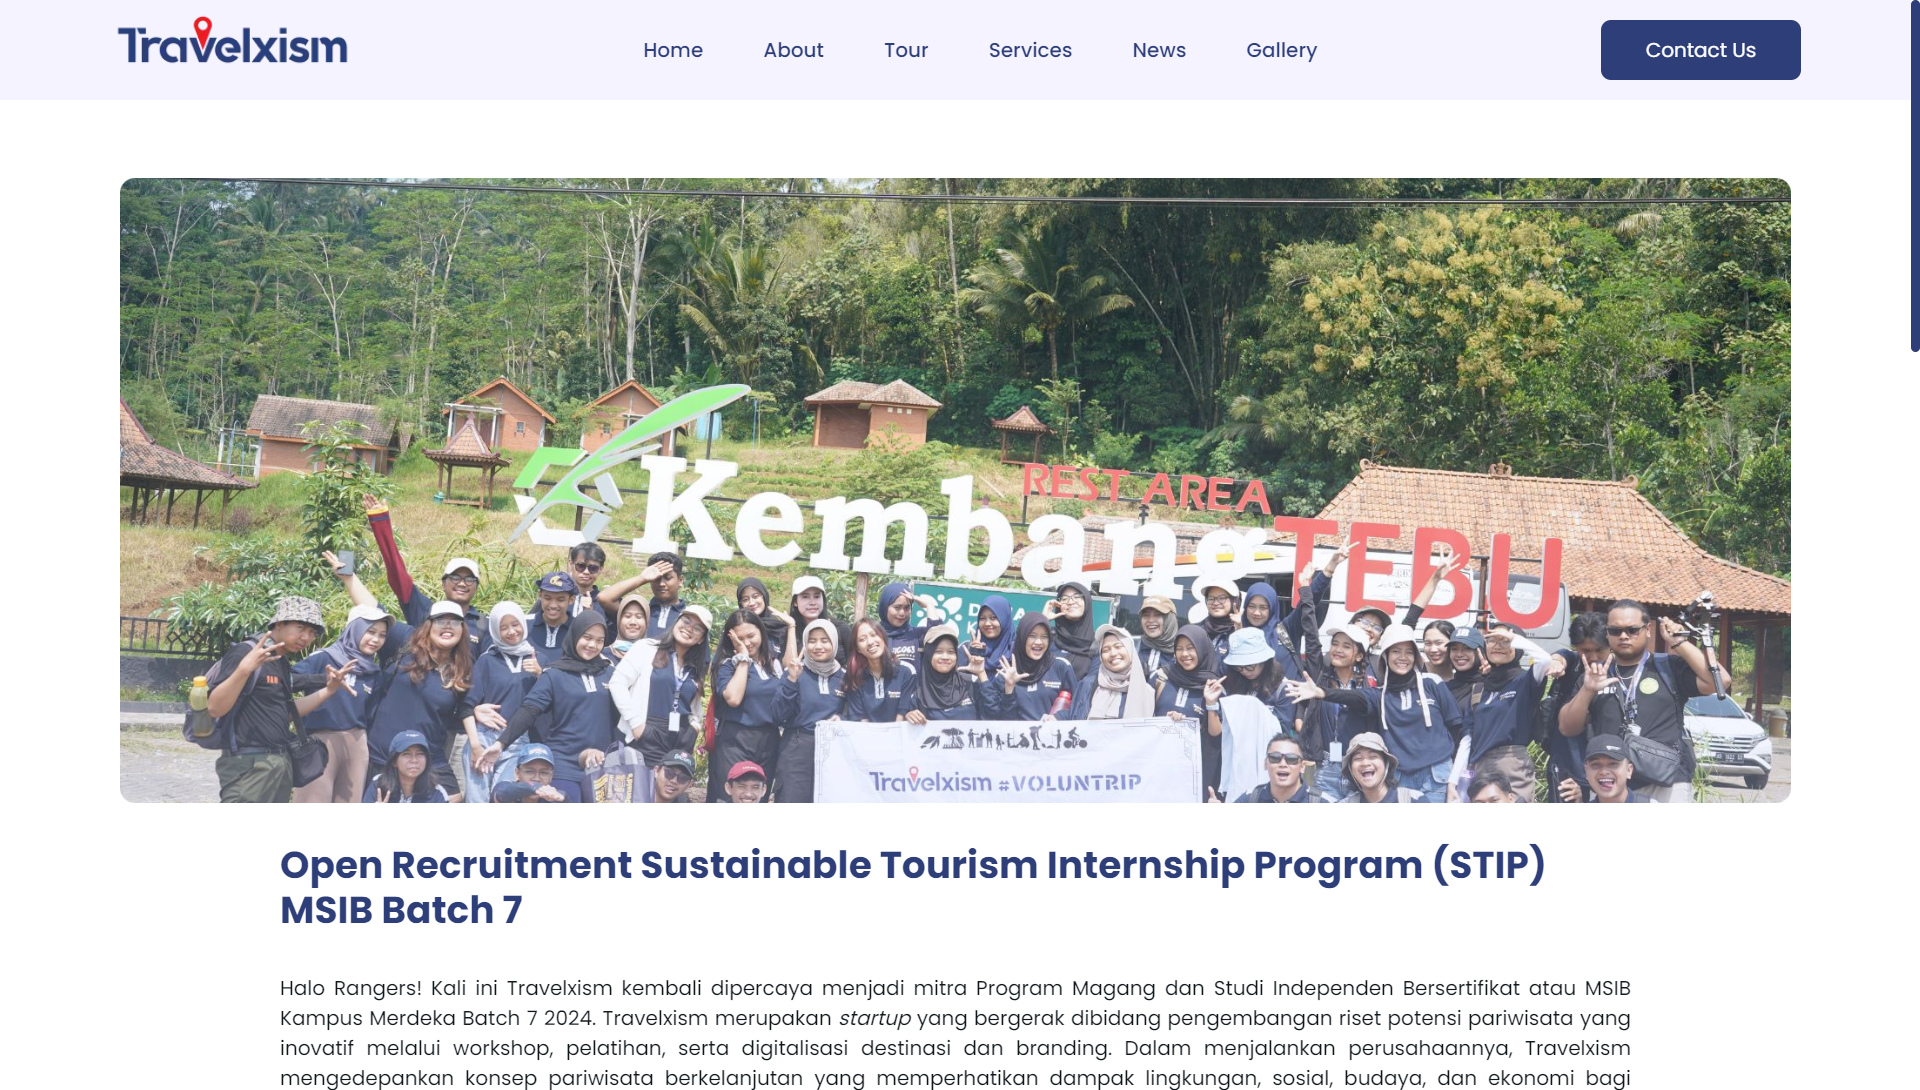 Travelxism
Home
About
Tour
Services
News
Gallery
Contact Us
REST AREA
Kembang TEBU
Travelxism #VOLUNTRIP
Open Recruitment Sustainable Tourism Internship Program (STIP)
MSIB Batch 7
Halo Rangers! Kali ini Travelxism kembali dipercaya menjadi mitra Program Magang dan Studi Independen Bersertifikat atau MSIB
Kampus Merdeka Batch 7 2024. Travelxism merupakan startup yang bergerak dibidang pengembangan riset potensi pariwisata yang
inovatif melalui workshop, pelatihan, serta digitalisasi destinasi dan branding. Dalam menjalankan perusahaannya, Travelxism
mengedepankan konsep pariwisata berkelanjutan yang memperhatikan dampak lingkungan, sosial, budaya, dan ekonomi bagi